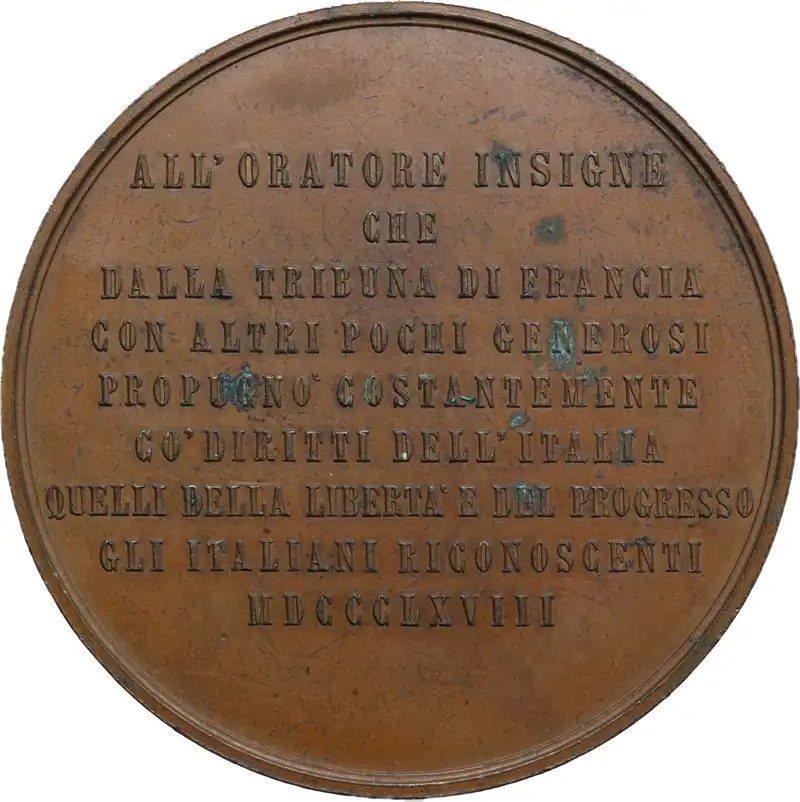 ALL' ORATORE INSIGNE
CHE
DALLA TRIBUNA DI FRANCIA
CON ALTRI POCHI GENEROSI
PROPUGNO' COSTANTEMENTE
CO' DIRITTI DELL' ITALIA
QUELLI DELLA LIBERTA' E DEL PROGRESSO
GLI ITALIANI RICONOSCENTI
MDCCCLXVIII